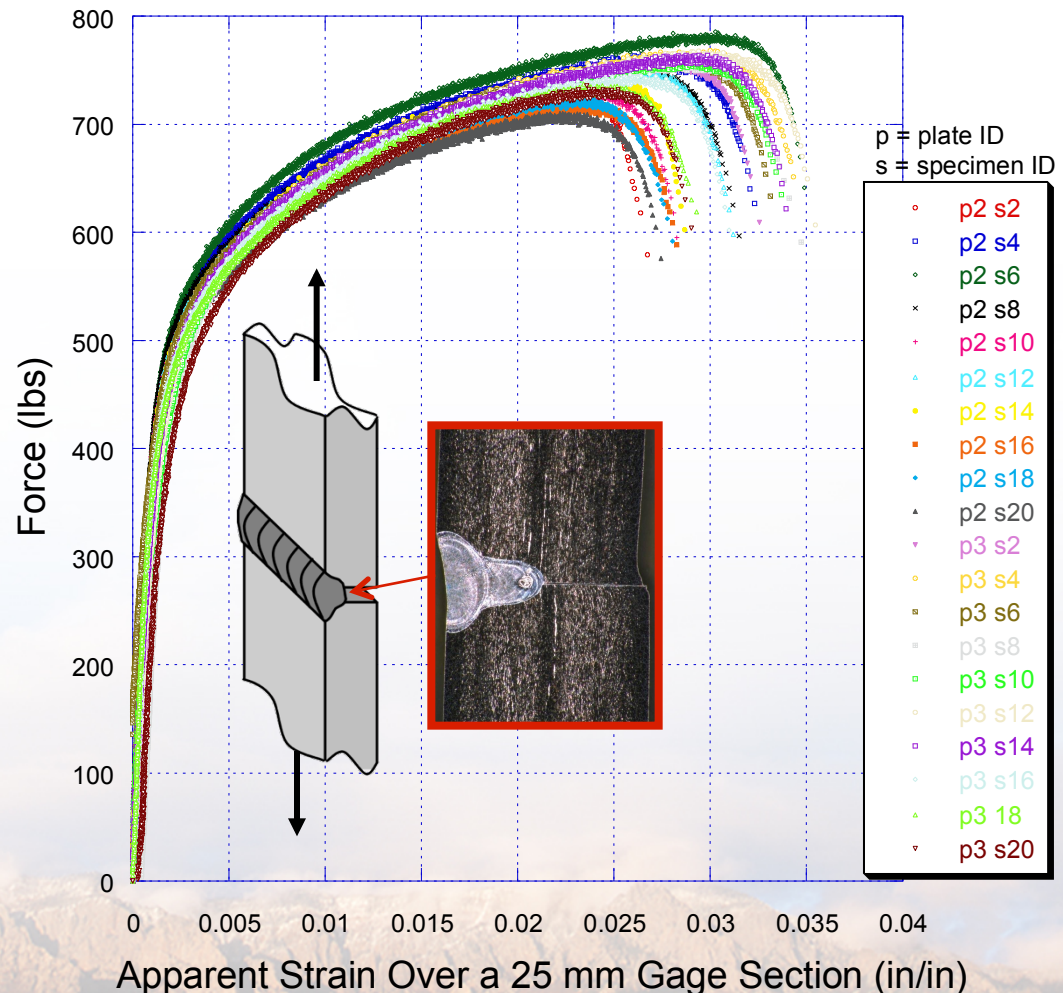 800
700
600
500
400
300
200
100
0
Force (lbs)
0 0.005 0.01 0.015 0.02 0.025 0.03 0.035 0.04
Apparent Strain Over a 25 mm Gage Section (in/in)
p = plate ID
s = specimen ID
p2 s2
p2 s4
p2 s6
p2 s8
p2 s10
p2 s12
p2 s14
p2 s16
p2 s18
p2 s20
p3 s2
p3 s4
p3 s6
p3 s8
p3 s10
p3 s12
p3 s14
p3 s16
p3 18
p3 s20